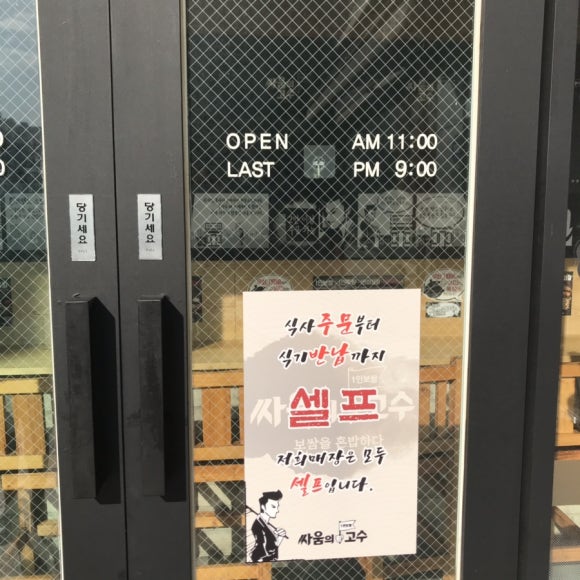 OPEN AM 11:00
LAST PM 9:00
당기세요
당기세요
식사주문부터
식기반납까지
1인보쌈
싸움의고수
셀프
보쌈을 혼밥하다
저희매장은 모두
셀프입니다.
1인보쌈
싸움의 고수